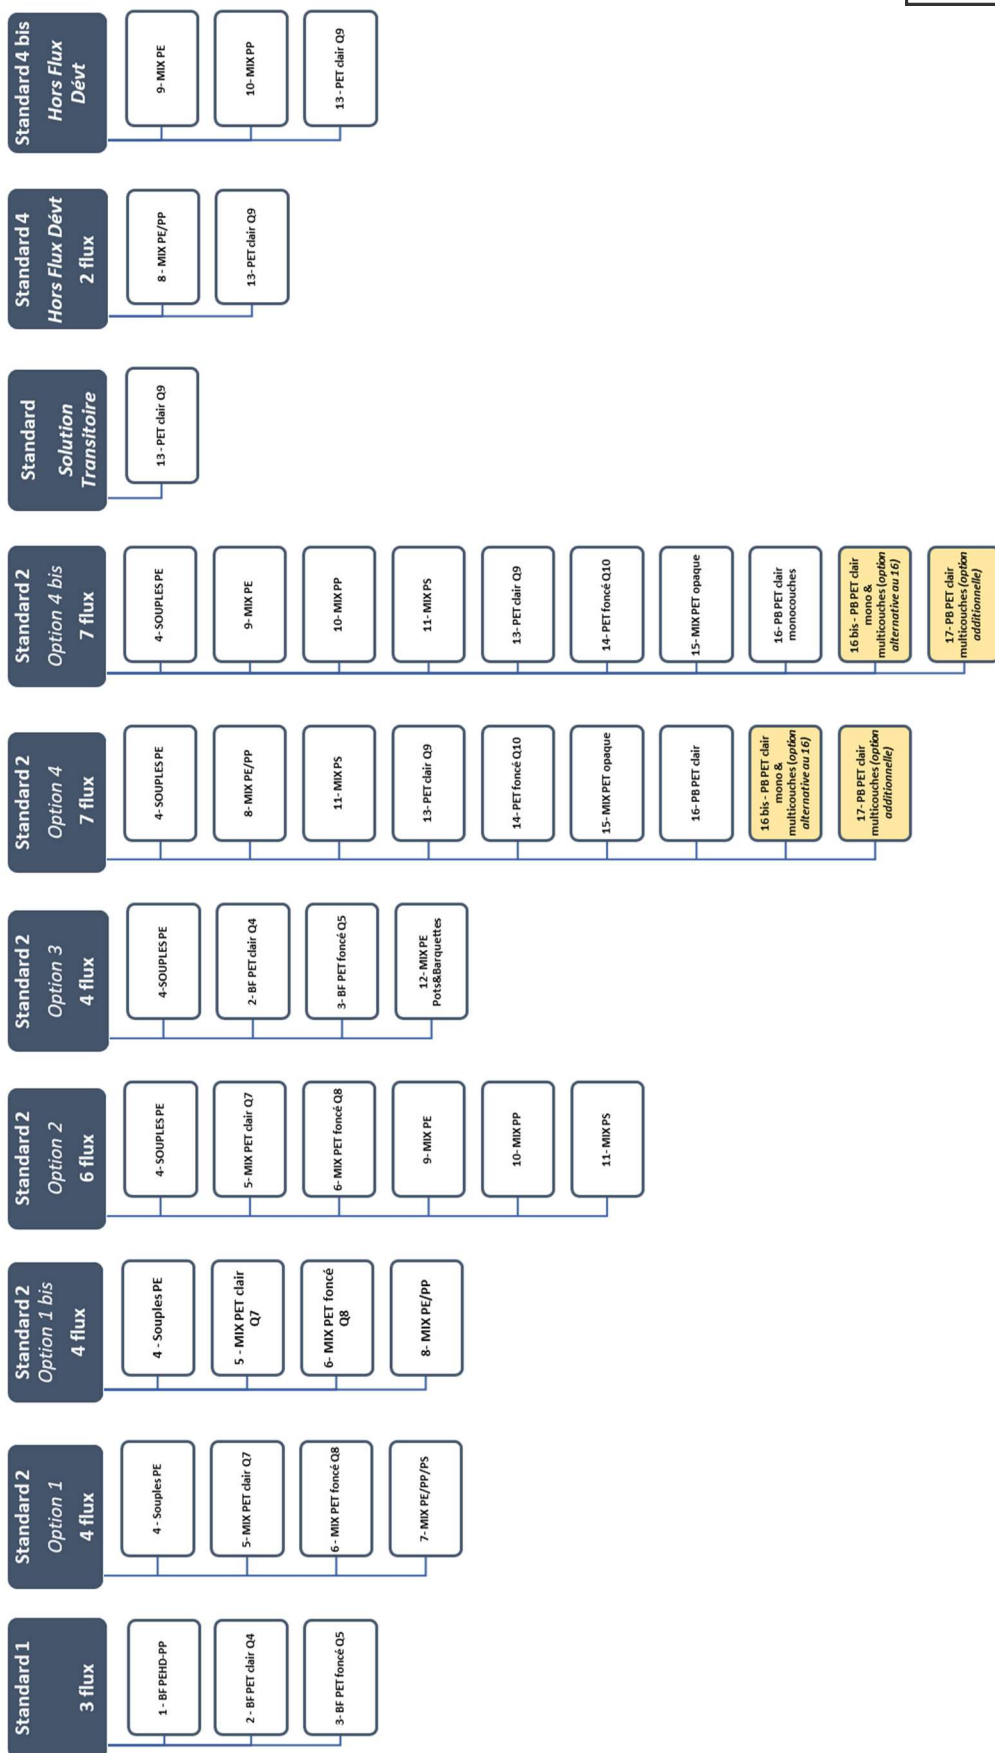 Standard 1
3 flux
1 - BF PEHD-PP
2 - BF PET clair Q4
3- BF PET foncé Q5
Standard 2
Option 1
4 flux
4 - Souples PE
5- MIX PET clair Q7
6 - MIX PET foncé Q8
7- MIX PE/PP/PS
Standard 2
Option 1 bis
4 flux
4 - Souples PE
5 - MIX PET clair
Q7
6- MIX PET foncé
Q8
8- MIX PE/PP
Standard 2
Option 2
6 flux
4- SOUPLES PE
5- MIX PET clair Q7
6- MIX PET foncé Q8
9- MIX PE
10- MIX PP
11- MIX PS
Standard 2
Option 3
4 flux
4-SOUPLES PE
2- BF PET clair Q4
3- BF PET foncé Q5
12- MIX PE
Pots&Barquettes
Standard 2
Option 4
7 flux
4- SOUPLES PE
8- MIX PE/PP
11- MIX PS
13- PET clair Q9
14- PET foncé Q10
15- MIX PET opaque
16- PB PET clair
16 bis - PB PET clair
mono &
multicouches (option
alternative au 16)
17- PB PET clair
multicouches (option
additionnelle)
Standard 2
Option 4 bis
7 flux
4- SOUPLES PE
9- MIX PE
10- MIX PP
11- MIX PS
13- PET clair Q9
14- PET foncé Q10
15- MIX PET opaque
16- PB PET clair
monocouches
16 bis - PB PET clair
mono &
multicouches (option
alternative au 16)
17- PB PET clair
multicouches (option
additionnelle)
Standard
Solution
Transitoire
13 - PET clair Q9
Standard 4
Hors Flux Dévt
2 flux
8 - MIX PE/PP
13- PET clair Q9
Standard 4 bis
Hors Flux
Dévt
9- MIX PE
10- MIX PP
13 - PET clair Q9